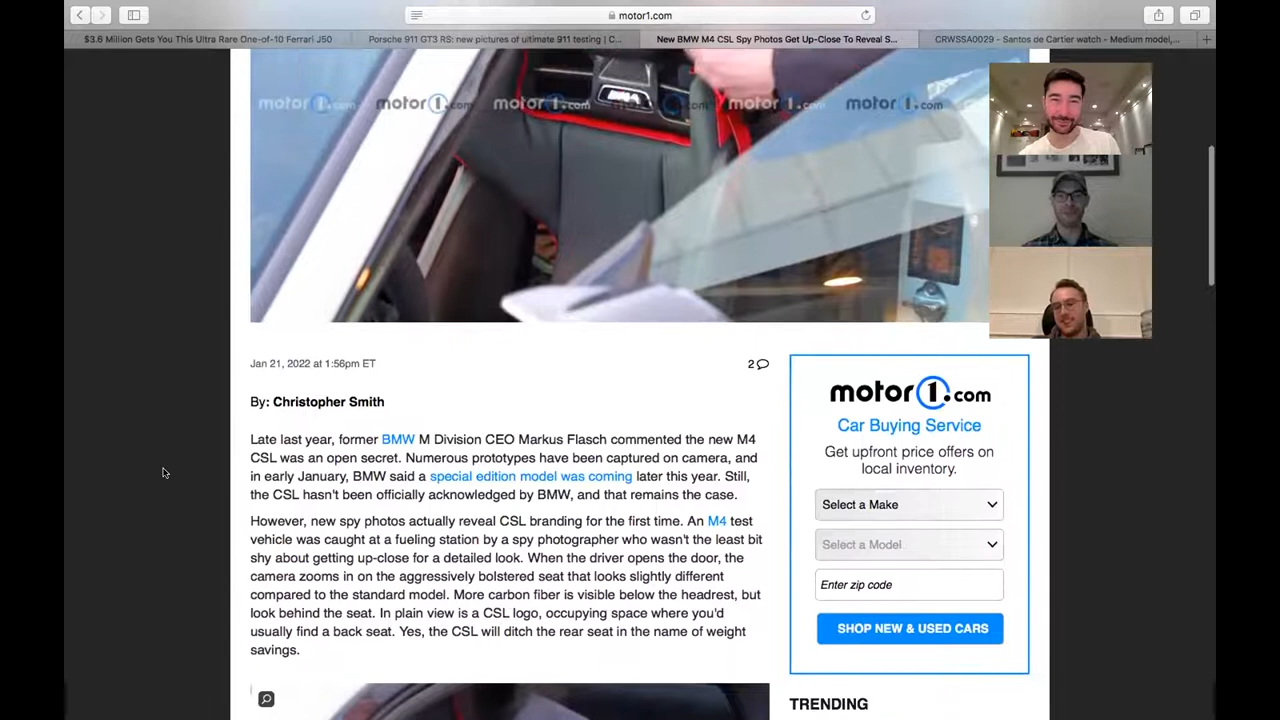 motor1.com
$3.6 Million Gets You This Ultra Rare One-of-10 Ferrari J50
Porsche 911 GT3 RS: new pictures of ultimate 911 testing | C...
New BMW M4 CSL Spy Photos Get Up-Close To Reveal S...
CRWSSA0029 - Santos de Cartier watch - Medium model,...
motor1.com motor1.com motor1.com motor1.com motor1.com motor1.com
Jan 21, 2022 at 1:56pm ET
2
By: Christopher Smith
Late last year, former BMW M Division CEO Markus Flasch commented the new M4
CSL was an open secret. Numerous prototypes have been captured on camera, and
in early January, BMW said a special edition model was coming later this year. Still,
the CSL hasn't been officially acknowledged by BMW, and that remains the case.
However, new spy photos actually reveal CSL branding for the first time. An M4 test
vehicle was caught at a fueling station by a spy photographer who wasn't the least bit
shy about getting up-close for a detailed look. When the driver opens the door, the
camera zooms in on the aggressively bolstered seat that looks slightly different
compared to the standard model. More carbon fiber is visible below the headrest, but
look behind the seat. In plain view is a CSL logo, occupying space where you'd
usually find a back seat. Yes, the CSL will ditch the rear seat in the name of weight
savings.
motor1.com
Car Buying Service
Get upfront price offers on
local inventory.
Select a Make
Select a Model
Enter zip code
SHOP NEW & USED CARS
TRENDING